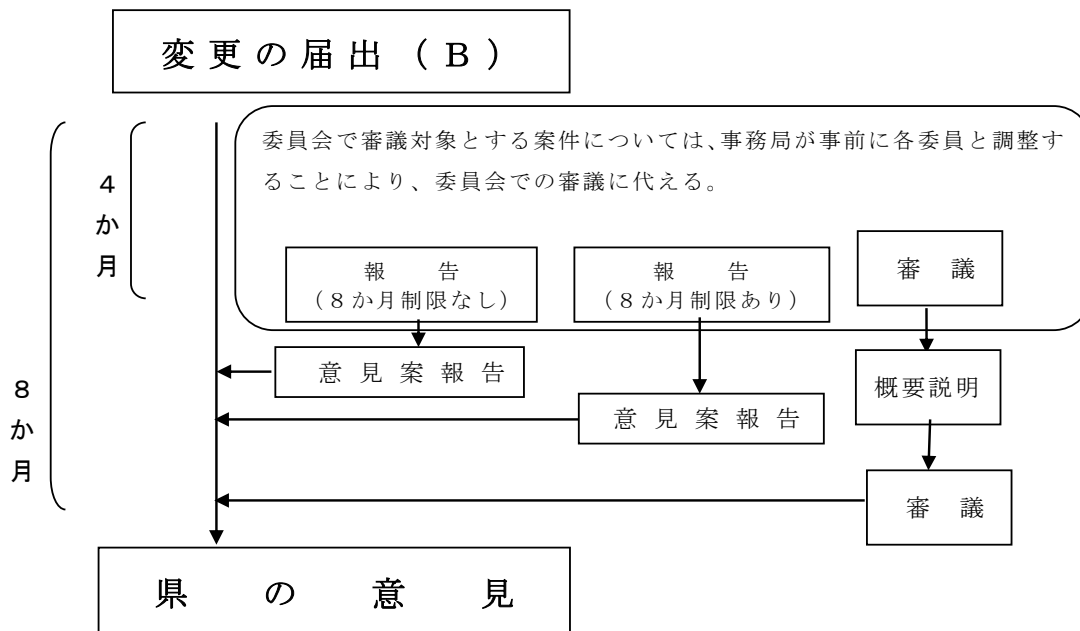 変更の届出（B）
委員会で審議対象とする案件については、事務局が事前に各委員と調整す
ることにより、委員会での審議に代える。
4か月
8か月
報　告
（８か月制限なし）
報　告
（８か月制限あり）
審　議
意見案報告
意見案報告
概要説明
審　議
県の意見